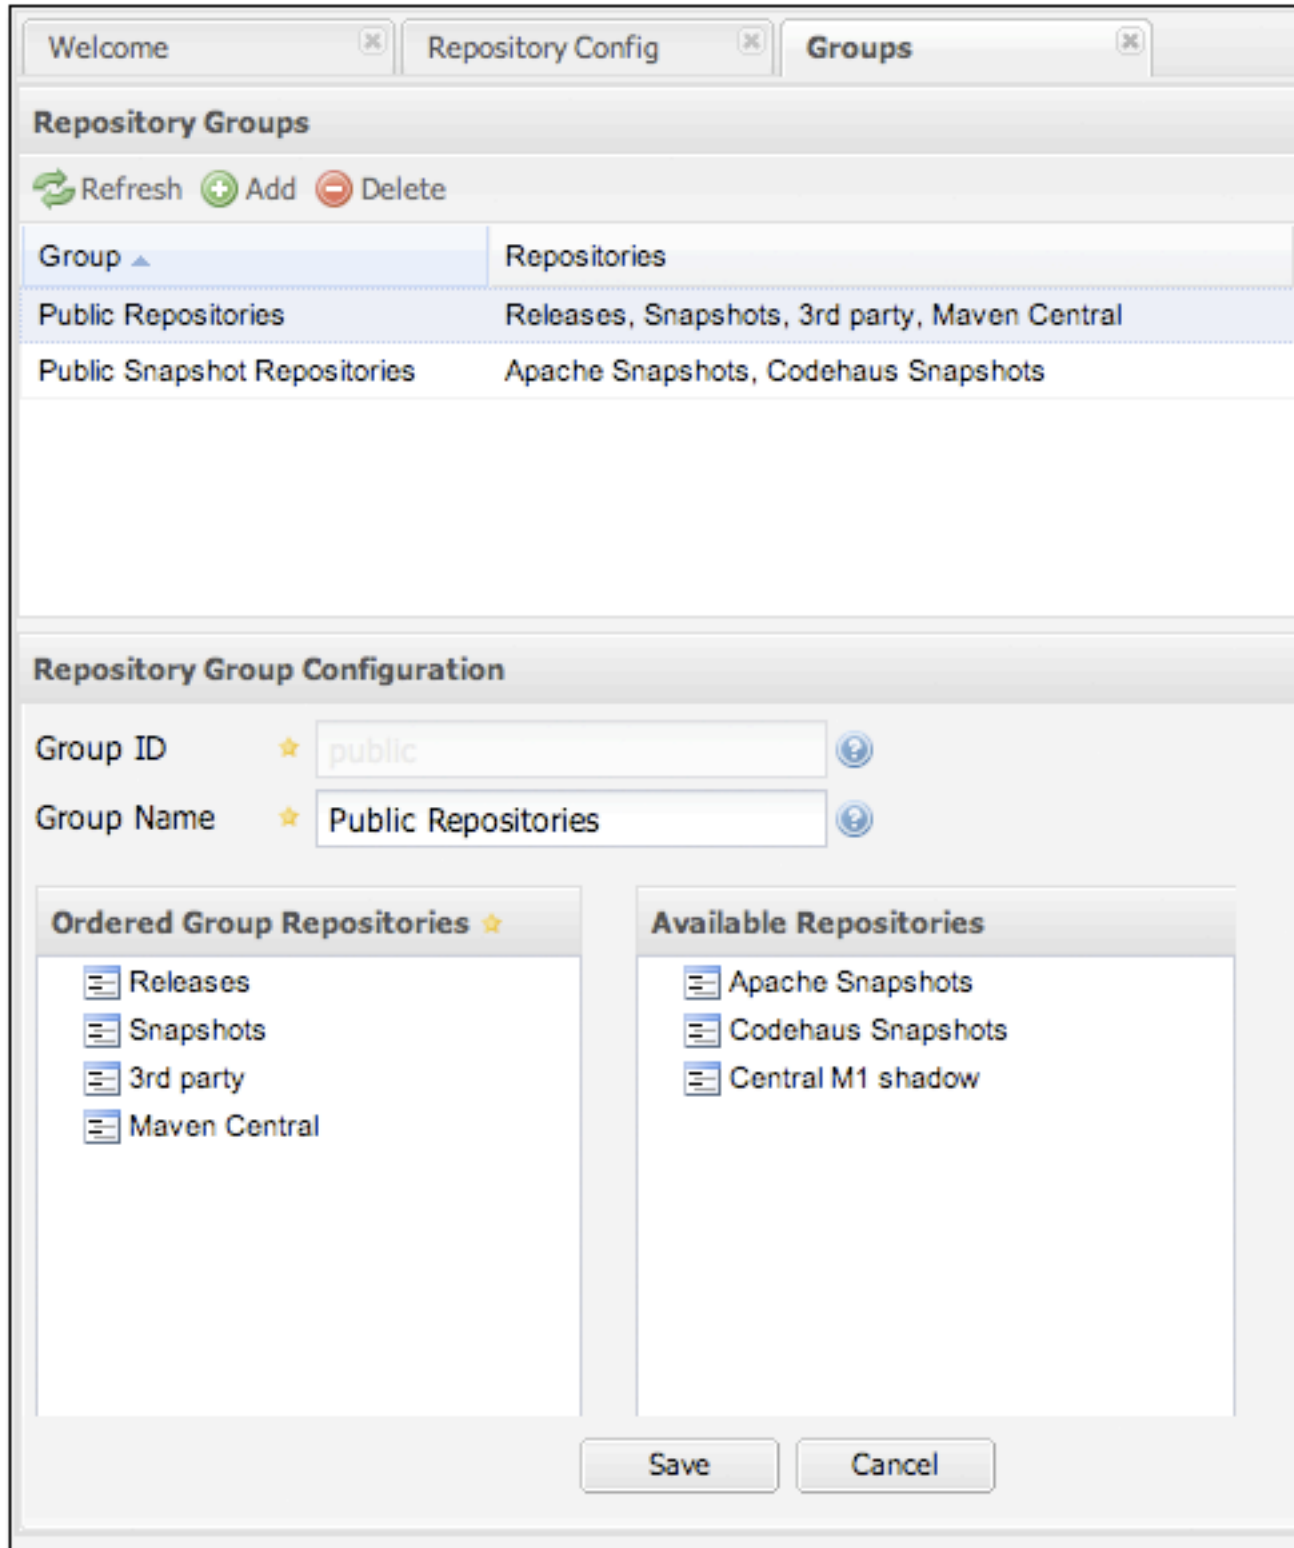 Welcome Repository Config Groups
Repository Groups
Refresh Add Delete
Group Repositories
Public Repositories Releases, Snapshots, 3rd party, Maven Central
Public Snapshot Repositories Apache Snapshots, Codehaus Snapshots
Repository Group Configuration
Group ID public
Group Name Public Repositories
Ordered Group Repositories Available Repositories
Releases Apache Snapshots
Snapshots Codehaus Snapshots
3rd party Central M1 shadow
Maven Central
Save Cancel